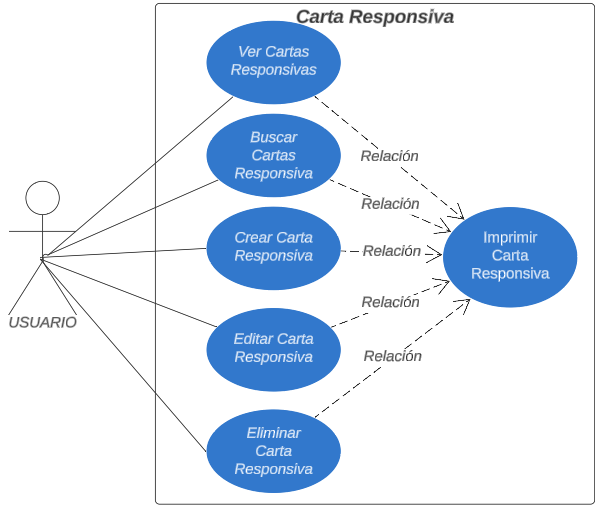 Carta Responsiva
Ver Cartas
Responsivas
Buscar
Cartas
Responsiva
Relación
Relación
Crear Carta
Responsiva
Relación
Imprimir
Carta
Responsiva
USUARIO
Editar Carta
Responsiva
Relación
Relación
Eliminar
Carta
Responsiva